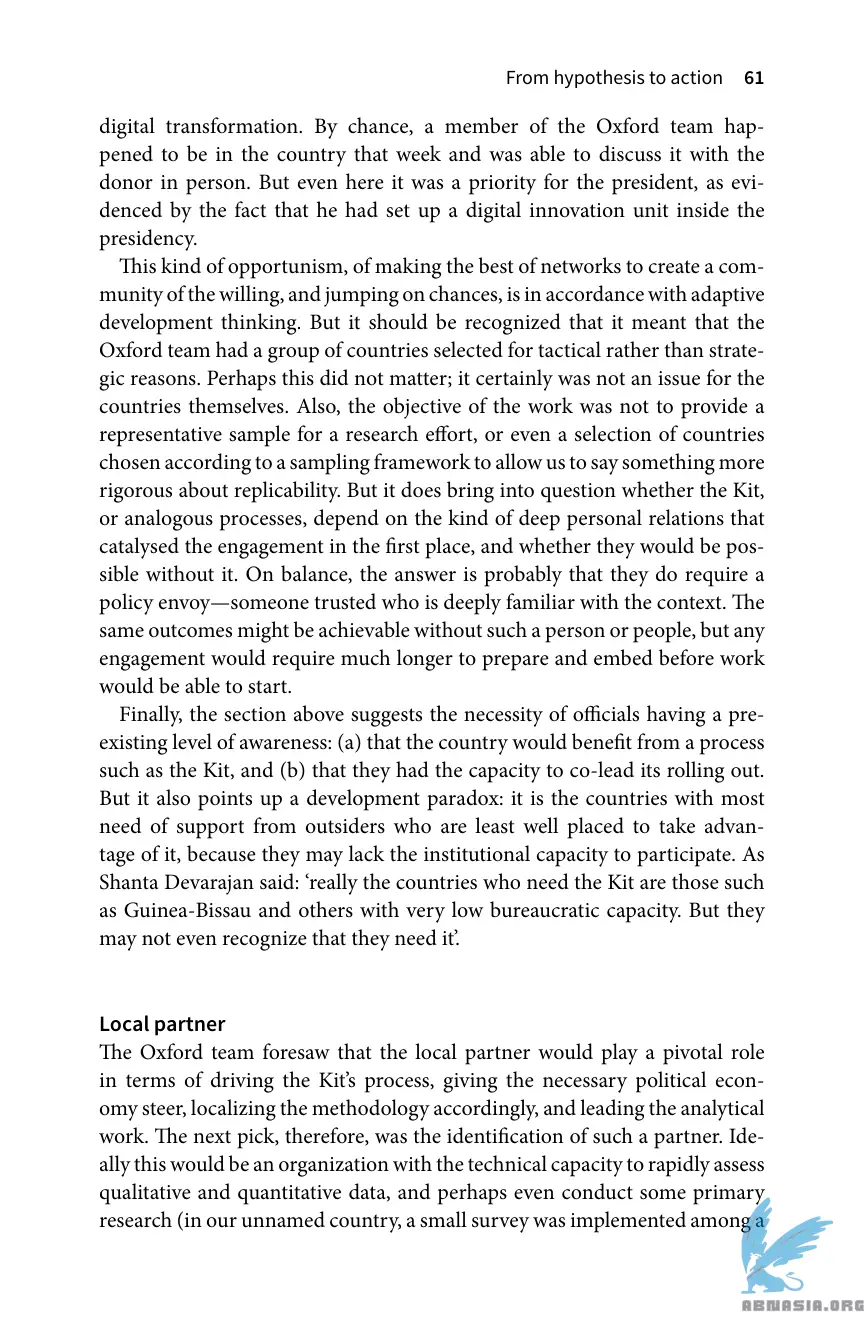 From hypothesis to action 61
digital transformation. By chance, a member of the Oxford team hap-
pened to be in the country that week and was able to discuss it with the
donor in person. But even here it was a priority for the president, as evi-
denced by the fact that he had set up a digital innovation unit inside the
presidency.
This kind of opportunism, of making the best of networks to create a com-
munity of the willing, and jumping on chances, is in accordance with adaptive
development thinking. But it should be recognized that it meant that the
Oxford team had a group of countries selected for tactical rather than strate-
gic reasons. Perhaps this did not matter; it certainly was not an issue for the
countries themselves. Also, the objective of the work was not to provide a
representative sample for a research effort, or even a selection of countries
chosen according to a sampling framework to allow us to say something more
rigorous about replicability. But it does bring into question whether the Kit,
or analogous processes, depend on the kind of deep personal relations that
catalysed the engagement in the first place, and whether they would be pos-
sible without it. On balance, the answer is probably that they do require a
policy envoy—someone trusted who is deeply familiar with the context. The
same outcomes might be achievable without such a person or people, but any
engagement would require much longer to prepare and embed before work
would be able to start.
Finally, the section above suggests the necessity of officials having a pre-
existing level of awareness: (a) that the country would benefit from a process
such as the Kit, and (b) that they had the capacity to co-lead its rolling out.
But it also points up a development paradox: it is the countries with most
need of support from outsiders who are least well placed to take advan-
tage of it, because they may lack the institutional capacity to participate. As
Shanta Devarajan said: ‘really the countries who need the Kit are those such
as Guinea-Bissau and others with very low bureaucratic capacity. But they
may not even recognize that they need it’.
Local partner
The Oxford team foresaw that the local partner would play a pivotal role
in terms of driving the Kit’s process, giving the necessary political econ-
omy steer, localizing the methodology accordingly, and leading the analytical
work. The next pick, therefore, was the identification of such a partner. Ide-
ally this would be an organization with the technical capacity to rapidly assess
qualitative and quantitative data, and perhaps even conduct some primary
research (in our unnamed country, a small survey was implemented among a
ABNASIA.ORG